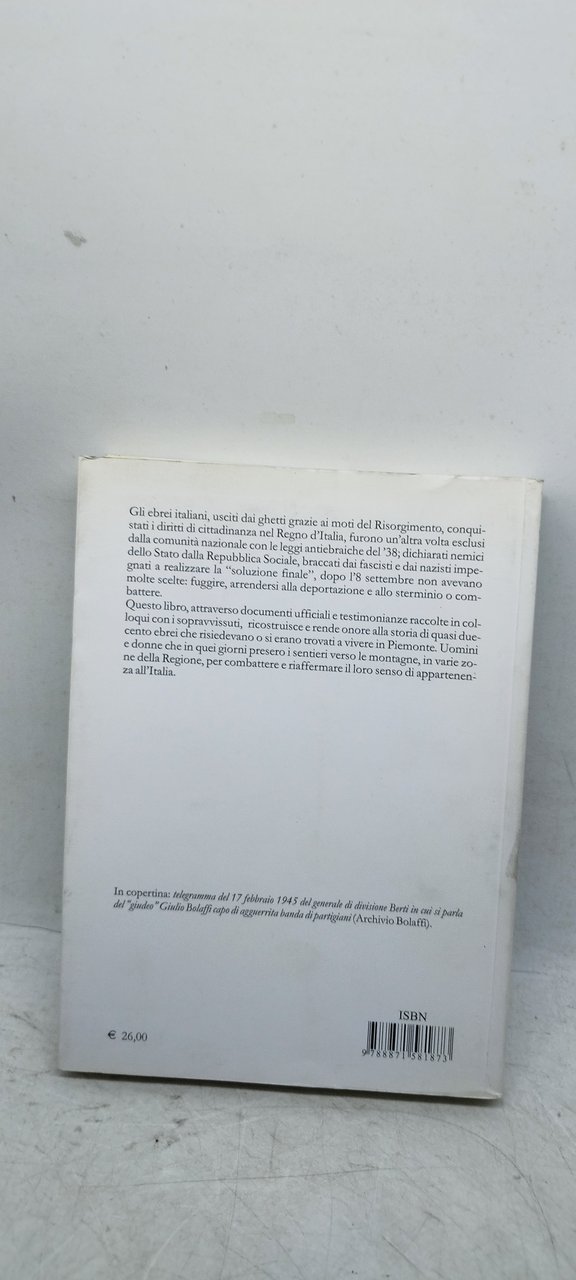 Gli ebrei italiani, usciti dai ghetti grazie ai moti del Risorgimento, conqui-
stati i diritti di cittadinanza nel Regno d'Italia, furono un'altra volta esclusi
dalla comunità nazionale con le leggi antiebraiche del '38; dichiarati nemici
dello Stato dalla Repubblica Sociale, braccati dai fascisti e dai nazisti impe-
gnati a realizzare la "soluzione finale", dopo l'8 settembre non avevano
molte scelte: fuggire, arrendersi alla deportazione e allo sterminio o com-
battere.
Questo libro, attraverso documenti ufficiali e testimonianze raccolte in col-
loqui con i sopravvissuti, ricostruisce e rende onore alla storia di quasi due-
cento ebrei che risiedevano o si erano trovati a vivere in Piemonte. Uomini
e donne che in quei giorni presero i sentieri verso le montagne, in varie zo-
ne della Regione, per combattere e riaffermare il loro senso di appartenen-
za all'Italia.
In copertina: telegramma del 17 febbraio 1945 del generale di divisione Berti in cui si parla
del "giudeo" Giulio Bolaffi capo di agguerrita banda di partigiani (Archivio Bolaffi).
ISBN
€ 26,00
9 788871 581873